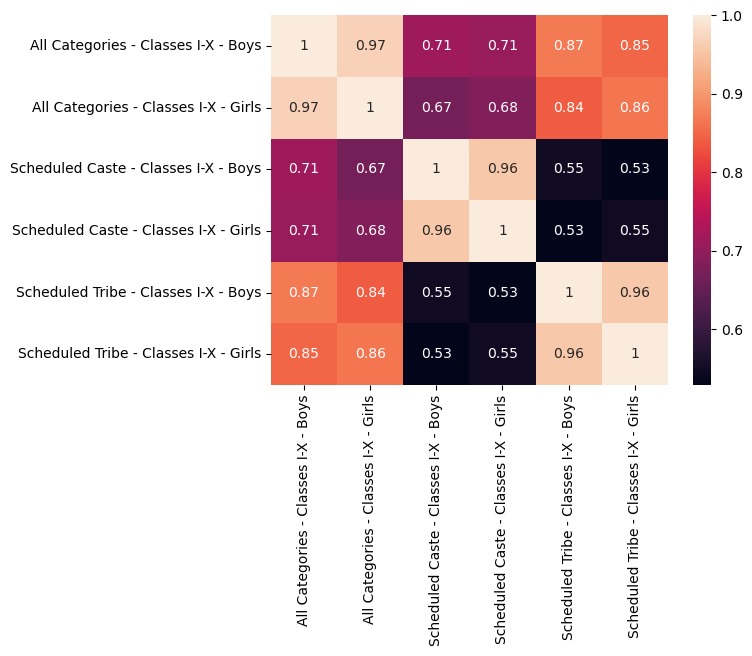 All Categories - Classes I-X - Boys 1 0.97 0.71 0.71 0.87 0.85
All Categories - Classes I-X - Girls 0.97 1 0.67 0.68 0.84 0.86
Scheduled Caste - Classes I-X - Boys 0.71 0.67 1 0.96 0.55 0.53
Scheduled Caste - Classes I-X - Girls 0.71 0.68 0.96 1 0.53 0.55
Scheduled Tribe - Classes I-X - Boys 0.87 0.84 0.55 0.53 1 0.96
Scheduled Tribe - Classes I-X - Girls 0.85 0.86 0.53 0.55 0.96 1
All Categories - Classes I-X - Boys
All Categories - Classes I-X - Girls
Scheduled Caste - Classes I-X - Boys
Scheduled Caste - Classes I-X - Girls
Scheduled Tribe - Classes I-X - Boys
Scheduled Tribe - Classes I-X - Girls
1.0
0.9
0.8
0.7
0.6